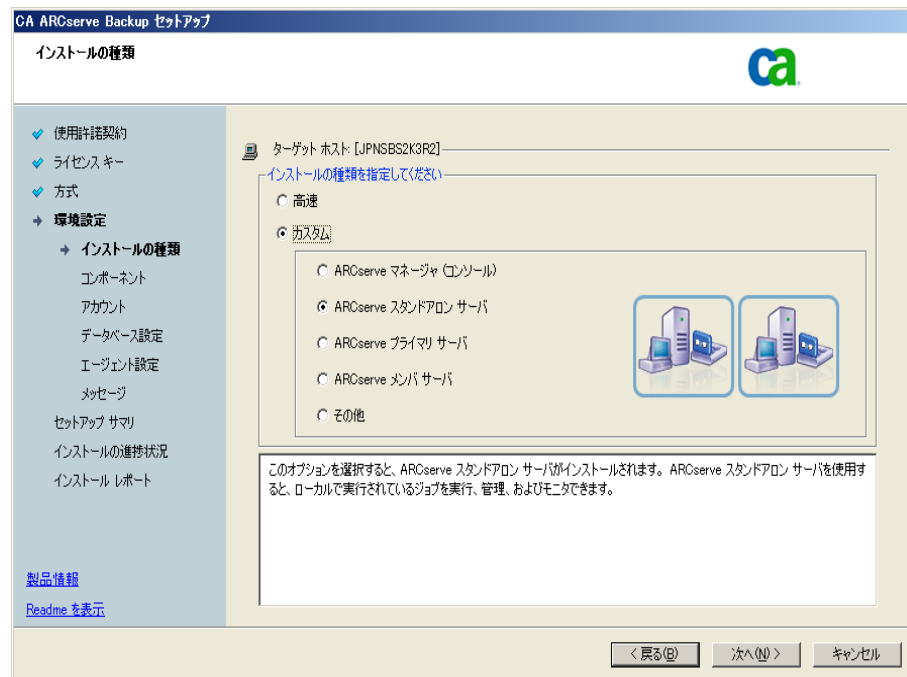 CA ARCserve Backup セットアップ
インストールの種類
ca
使用許諾契約
ライセンス キー
方式
環境設定
インストールの種類
コンポーネント
アカウント
データベース設定
エージェント設定
メッセージ
セットアップ サマリ
インストールの進捗状況
インストール レポート
製品情報
Readme を表示
ターゲット ホスト: [JPNSBS2K3R2]
インストールの種類を指定してください
高速
カスタム
ARCserve マネージャ (コンソール)
ARCserve スタンドアロン サーバ
ARCserve プライマリ サーバ
ARCserve メンバ サーバ
その他
このオプションを選択すると、ARCserve スタンドアロン サーバがインストールされます。ARCserve スタンドアロン サーバを使用す
ると、ローカルで実行されているジョブを実行、管理、およびモニタできます。
< 戻る(B)
次へ(N) >
キャンセル